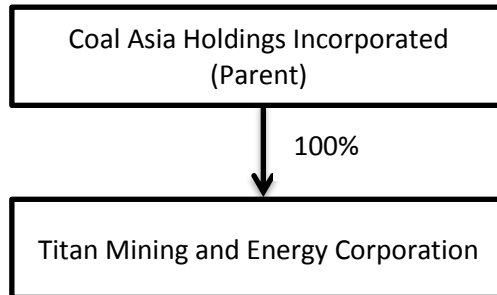 Coal Asia Holdings Incorporated
(Parent)
100%
Titan Mining and Energy Corporation